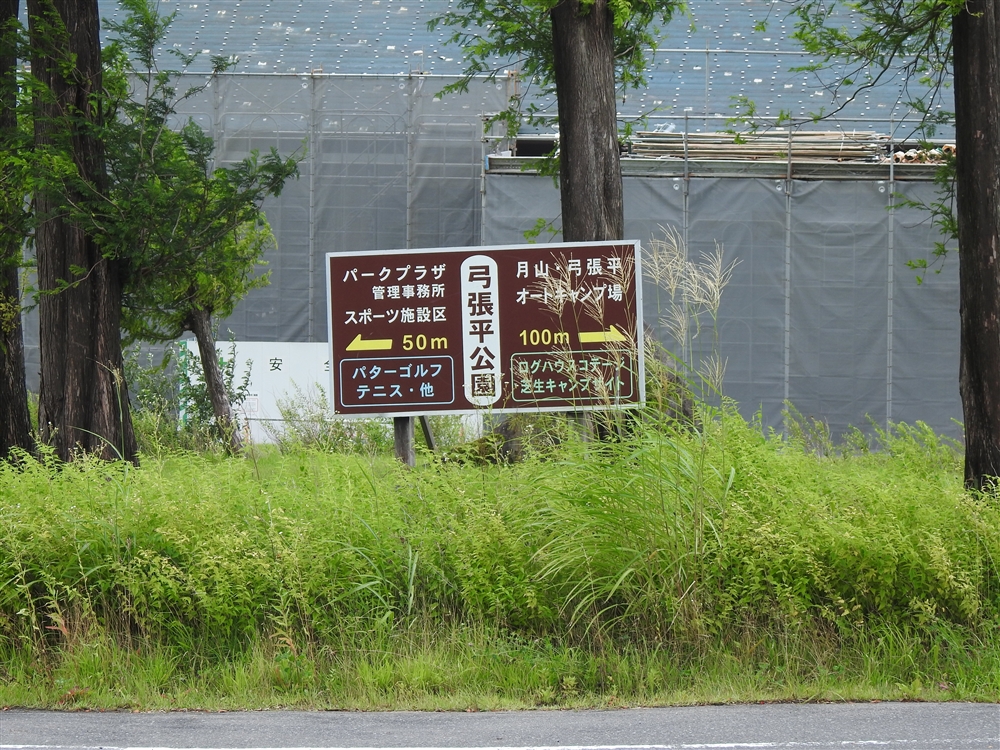 パークプラザ
管理事務所
スポーツ施設区
50m
パターゴルフ
テニス・他
弓張平公園
月山・弓張平
オートキャンプ場
100m
ログハウスコテージ
芝生キャンプサイト
安全